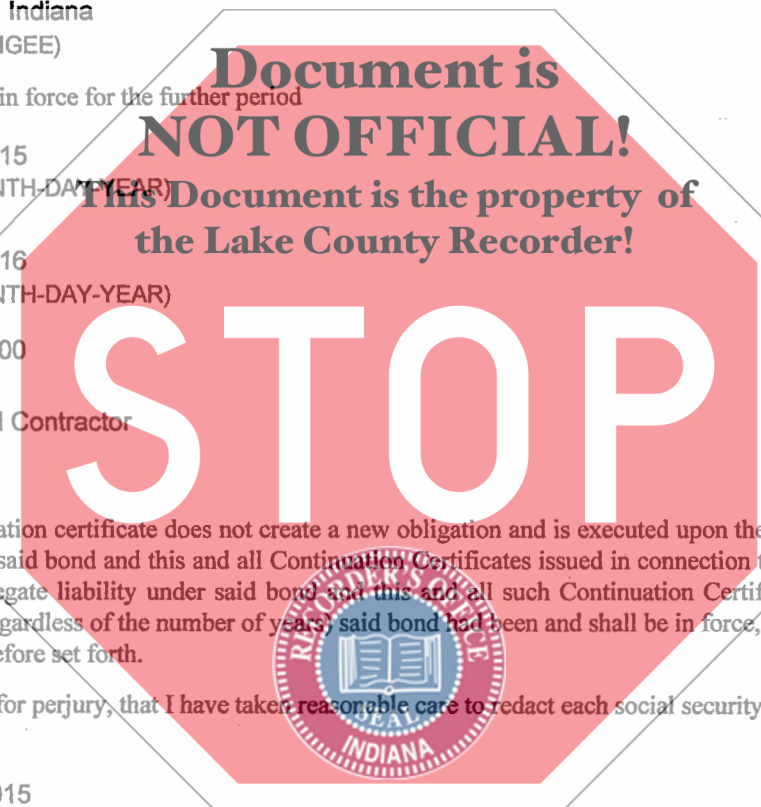 Indiana
IGEE)
Document is
in force for the further period
NOT OFFICIAL!
15
NTH-DAY-YEAR)
This Document is the property of
the Lake County Recorder!
16
NTH-DAY-YEAR)
STOP
00
l Contractor
ation certificate does not create a new obligation and is executed upon the
said bond and this and all Continuation Certificates issued in connection t
egate liability under said bond and this and all such Continuation Certif
gardless of the number of years) said bond had been and shall be in force,
efore set forth.
RECORDER'S OFFICE
SEAL
INDIANA
for perjury, that I have taken reasonable care to redact each social security
015